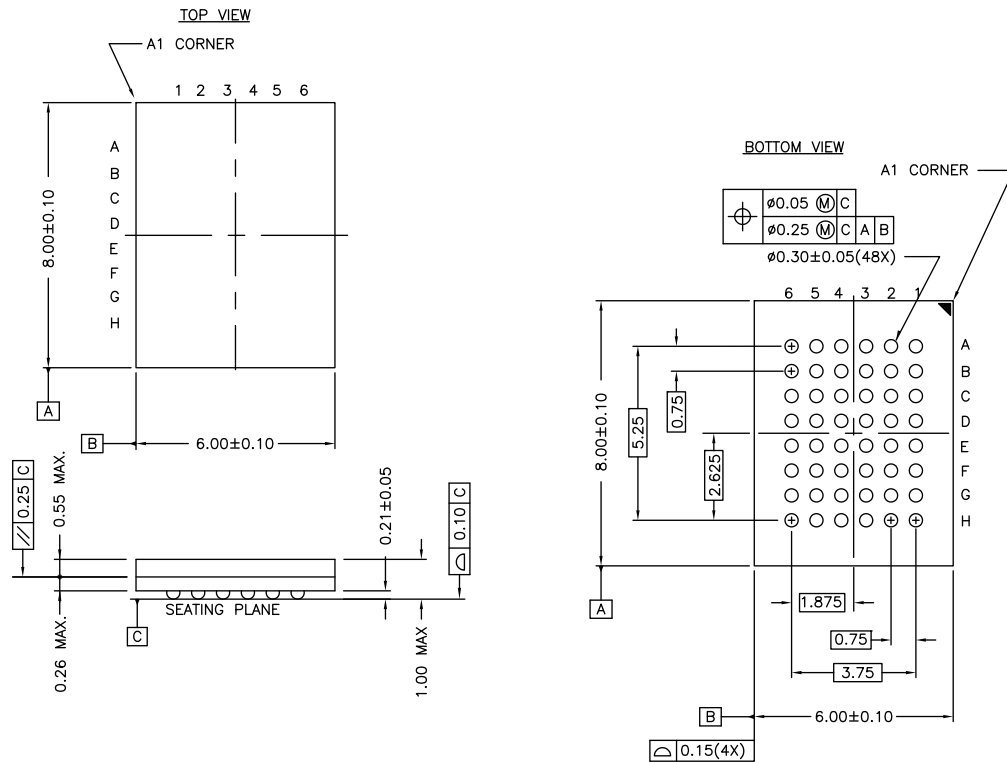 TOP VIEW
A1 CORNER
1 2 3 4 5 6
A
B
C
D
E
F
G
H
8.00±0.10
A
B
6.00±0.10
// 0.25 C
0.55 MAX.
0.21±0.05
0.10 C
SEATING PLANE
C
0.26 MAX.
1.00 MAX
BOTTOM VIEW
A1 CORNER
ø0.05 Ⓜ C
ø0.25 Ⓜ C A B
ø0.30±0.05(48X)
6 5 4 3 2 1
A
B
C
D
E
F
G
H
8.00±0.10
5.25
0.75
2.625
A
1.875
0.75
3.75
B
6.00±0.10
0.15(4X)